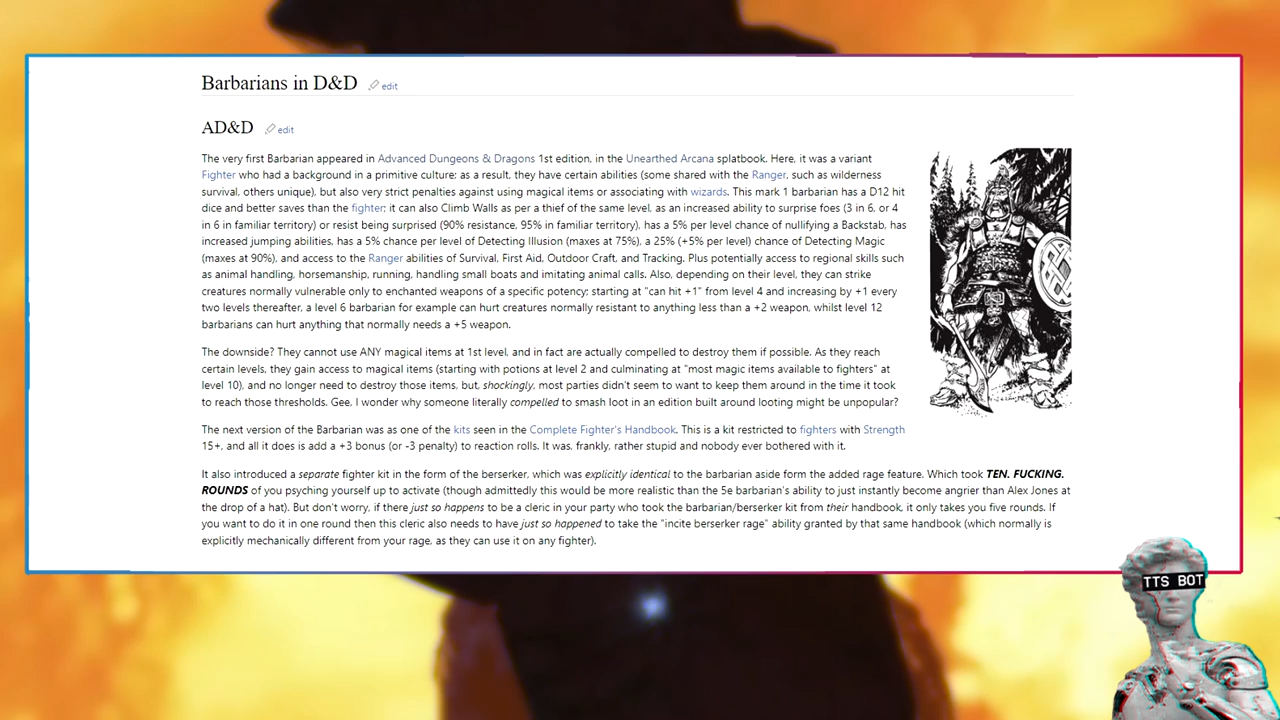 Barbarians in D&D edit
AD&D edit
The very first Barbarian appeared in Advanced Dungeons & Dragons 1st edition, in the Unearthed Arcana splatbook. Here, it was a variant
Fighter who had a background in a primitive culture: as a result, they have certain abilities (some shared with the Ranger, such as wilderness
survival, others unique), but also very strict penalties against using magical items or associating with wizards. This mark 1 barbarian has a D12 hit
dice and better saves than the fighter; it can also Climb Walls as per a thief of the same level, as an increased ability to surprise foes (3 in 6, or 4
in 6 in familiar territory) or resist being surprised (90% resistance, 95% in familiar territory), has a 5% per level chance of nullifying a Backstab, has
increased jumping abilities, has a 5% chance per level of Detecting Illusion (maxes at 75%), a 25% (+5% per level) chance of Detecting Magic
(maxes at 90%), and access to the Ranger abilities of Survival, First Aid, Outdoor Craft, and Tracking. Plus potentially access to regional skills such
as animal handling, horsemanship, running, handling small boats and imitating animal calls. Also, depending on their level, they can strike
creatures normally vulnerable only to enchanted weapons of a specific potency: starting at "can hit +1" from level 4 and increasing by +1 every
two levels thereafter, a level 6 barbarian for example can hurt creatures normally resistant to anything less than a +2 weapon, whilst level 12
barbarians can hurt anything that normally needs a +5 weapon.
The downside? They cannot use ANY magical items at 1st level, and in fact are actually compelled to destroy them if possible. As they reach
certain levels, they gain access to magical items (starting with potions at level 2 and culminating at "most magic items available to fighters" at
level 10), and no longer need to destroy those items, but, shockingly, most parties didn't seem to want to keep them around in the time it took
to reach those thresholds. Gee, I wonder why someone literally compelled to smash loot in an edition built around looting might be unpopular?
The next version of the Barbarian was as one of the kits seen in the Complete Fighter's Handbook. This is a kit restricted to fighters with Strength
15+, and all it does is add a +3 bonus (or -3 penalty) to reaction rolls. It was, frankly, rather stupid and nobody ever bothered with it.
It also introduced a separate fighter kit in the form of the berserker, which was explicitly identical to the barbarian aside form the added rage feature. Which took TEN. FUCKING.
ROUNDS of you psyching yourself up to activate (though admittedly this would be more realistic than the 5e barbarian's ability to just instantly become angrier than Alex Jones at
the drop of a hat). But don't worry, if there just so happens to be a cleric in your party who took the barbarian/berserker kit from their handbook, it only takes you five rounds. If
you want to do it in one round then this cleric also needs to have just so happened to take the "incite berserker rage" ability granted by that same handbook (which normally is
explicitly mechanically different from your rage, as they can use it on any fighter).
TTS BOT